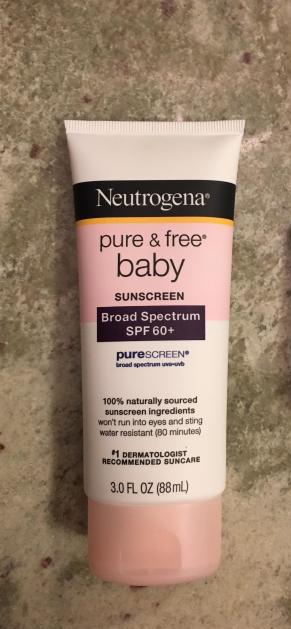 Neutrogena®
pure & free®
baby
SUNSCREEN
Broad Spectrum
SPF 60+
pureSCREEN®
broad spectrum uva•uvb
100% naturally sourced
sunscreen ingredients
won't run into eyes and sting
water resistant (80 minutes)
#1 DERMATOLOGIST
RECOMMENDED SUNCARE
3.0 FL OZ (88mL)